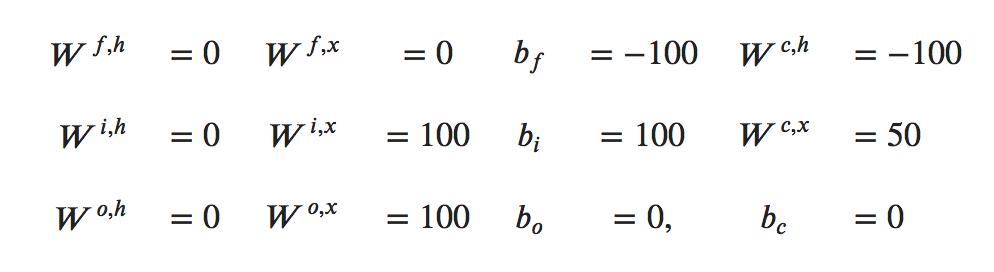 W^{f,h} = 0 W^{f,x} = 0 b_f = −100 W^{c,h} = −100
W^{i,h} = 0 W^{i,x} = 100 b_i = 100 W^{c,x} = 50
W^{o,h} = 0 W^{o,x} = 100 b_o = 0, b_c = 0